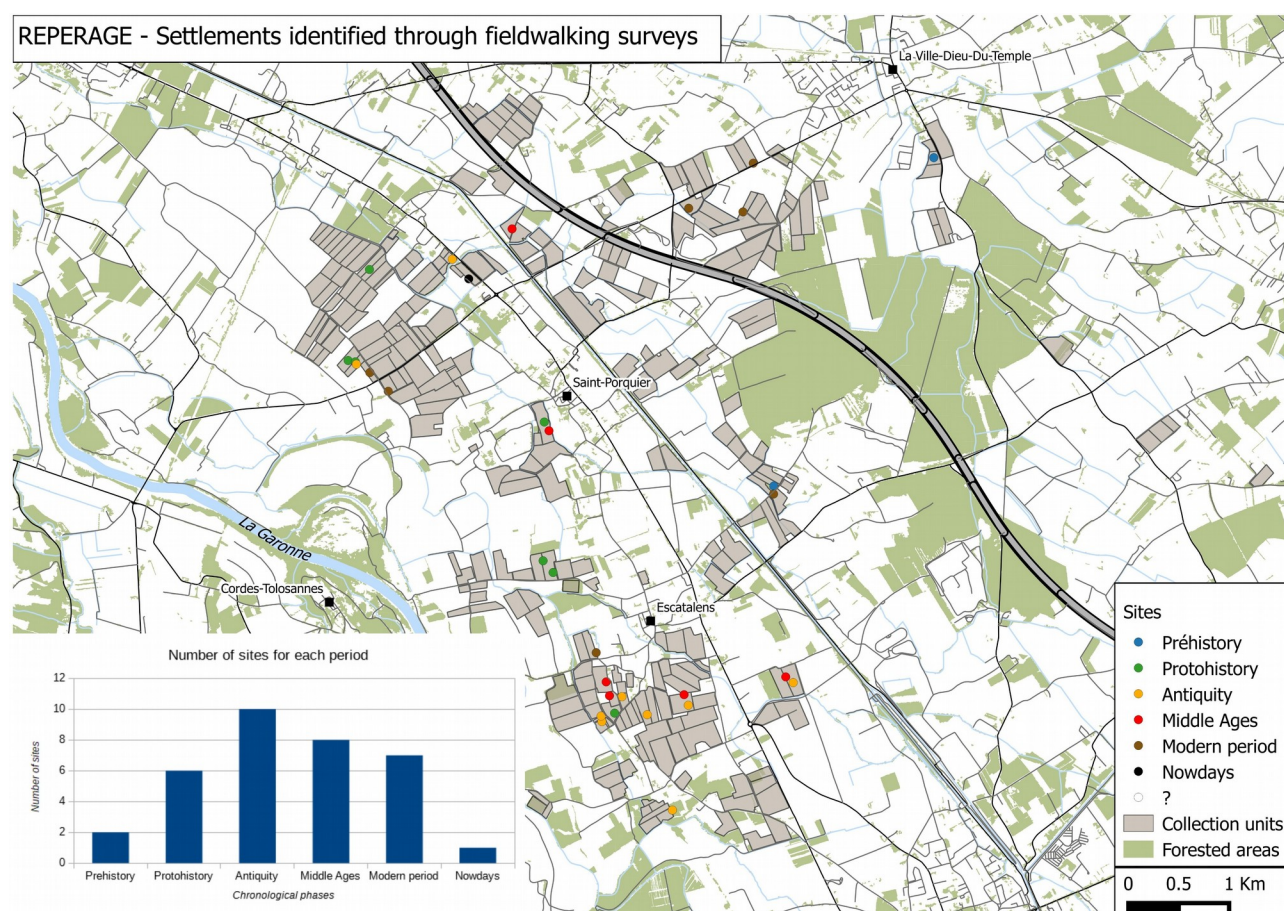 REPERAGE - Settlements identified through fieldwalking surveys
La Ville-Dieu-Du-Temple
Saint-Porquier
La Garonne
Cordes-Tolosannes
Escatalens
Number of sites for each period
12
10
8
6
4
2
0
Number of sites
Prehistory Protohistory Antiquity Middle Ages Modern period Nowdays
Chronological phases
Sites
Préhistory
Protohistory
Antiquity
Middle Ages
Modern period
Nowdays
?
Collection units
Forested areas
0 0.5 1 Km